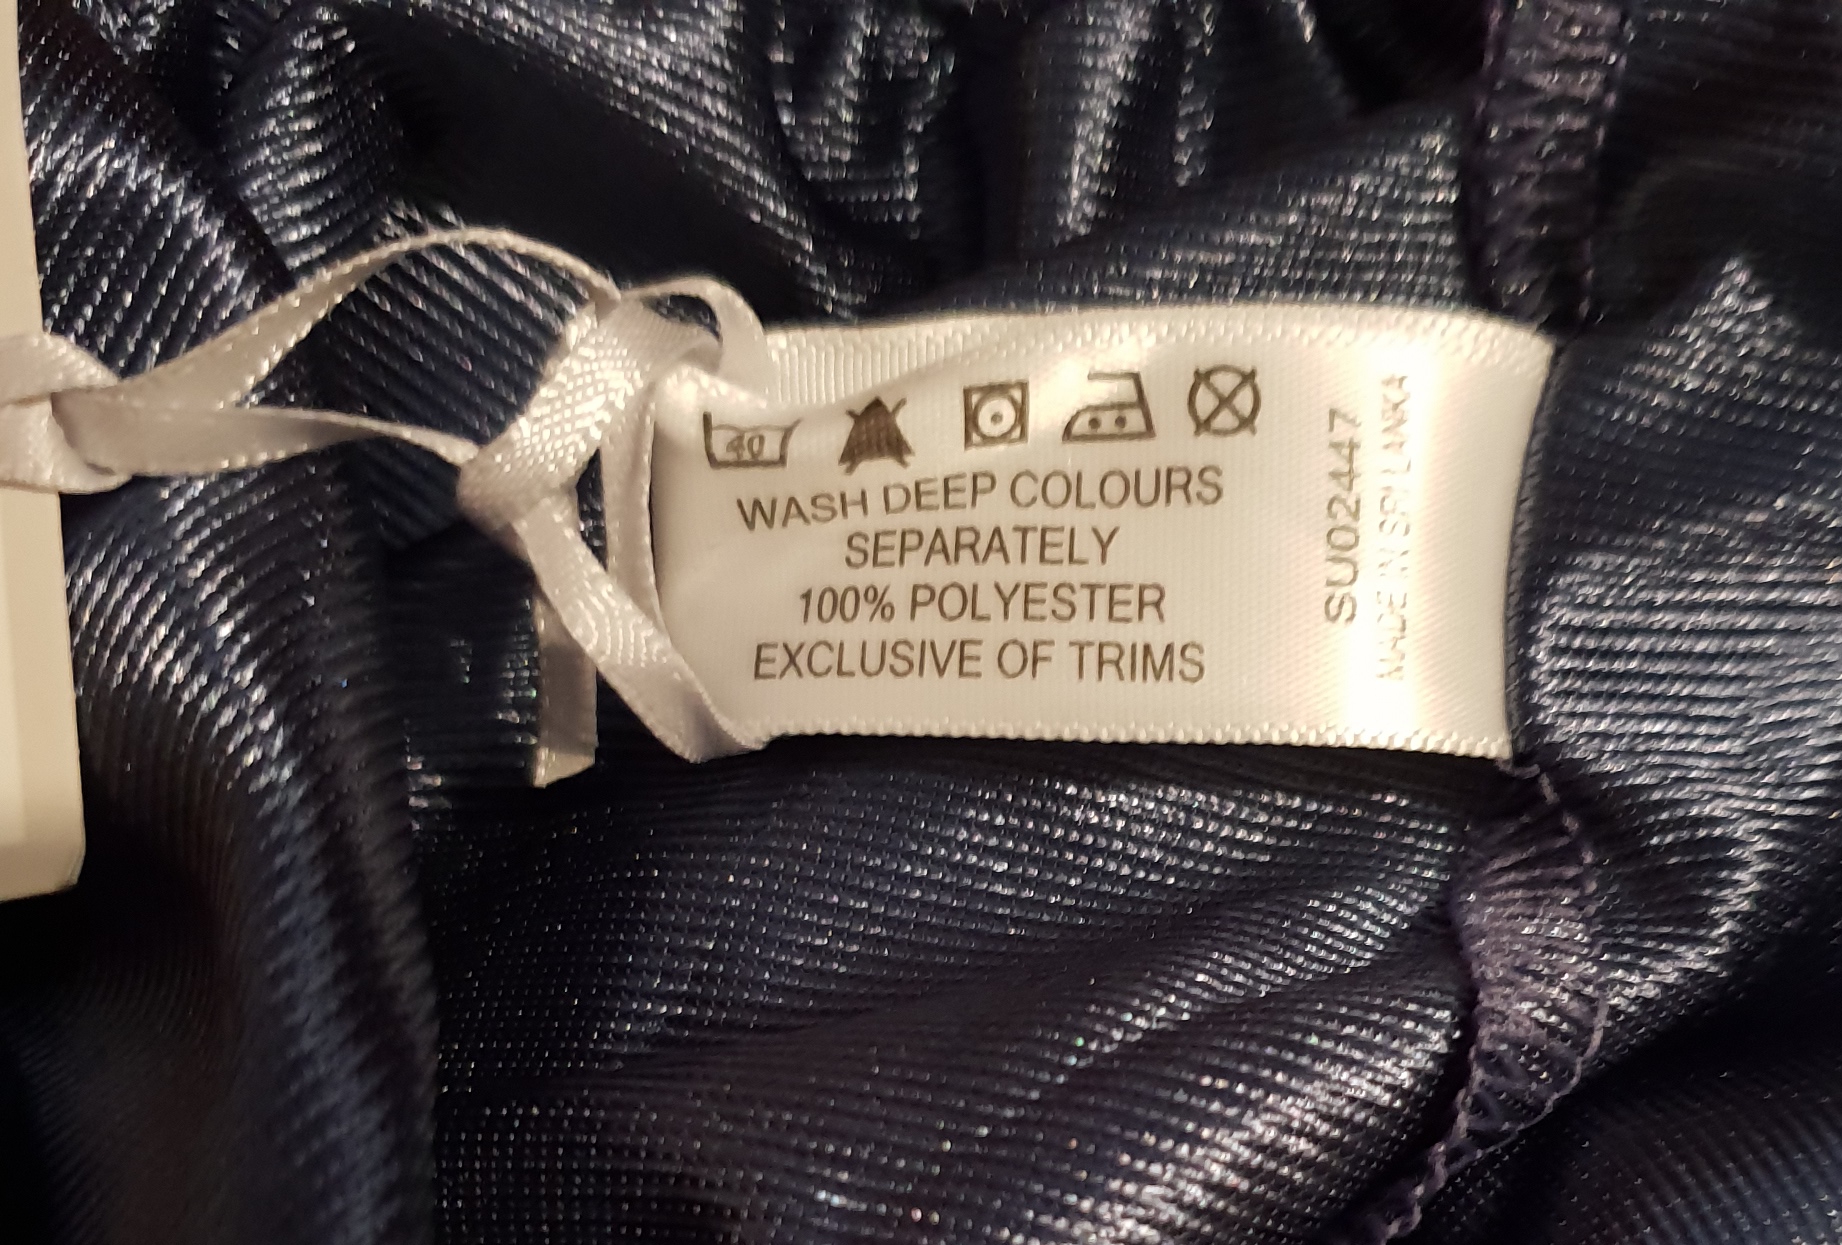 40
WASH DEEP COLOURS
SEPARATELY
100% POLYESTER
EXCLUSIVE OF TRIMS
SU02447
MADE IN SRI LANKA